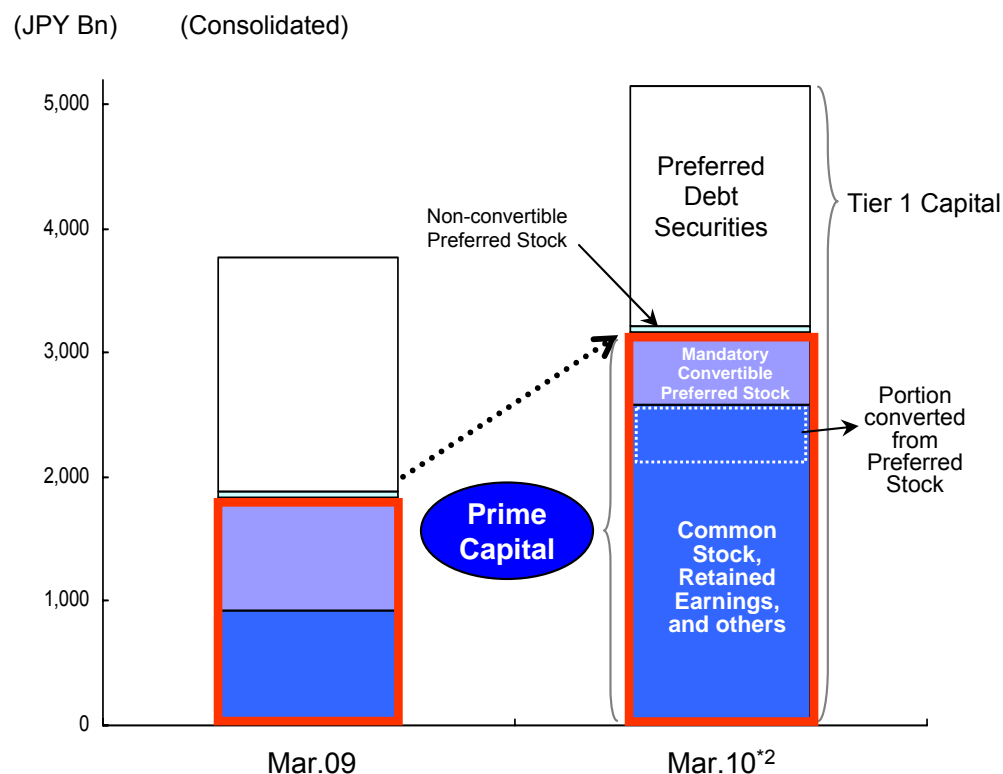 (JPY Bn) (Consolidated)
5,000
4,000
3,000
2,000
1,000
0
Non-convertible
Preferred Stock
Preferred
Debt
Securities
Tier 1 Capital
Mandatory
Convertible
Preferred Stock
Portion
converted
from
Preferred
Stock
Prime
Capital
Common
Stock,
Retained
Earnings,
and others
Mar.09
Mar.10*2